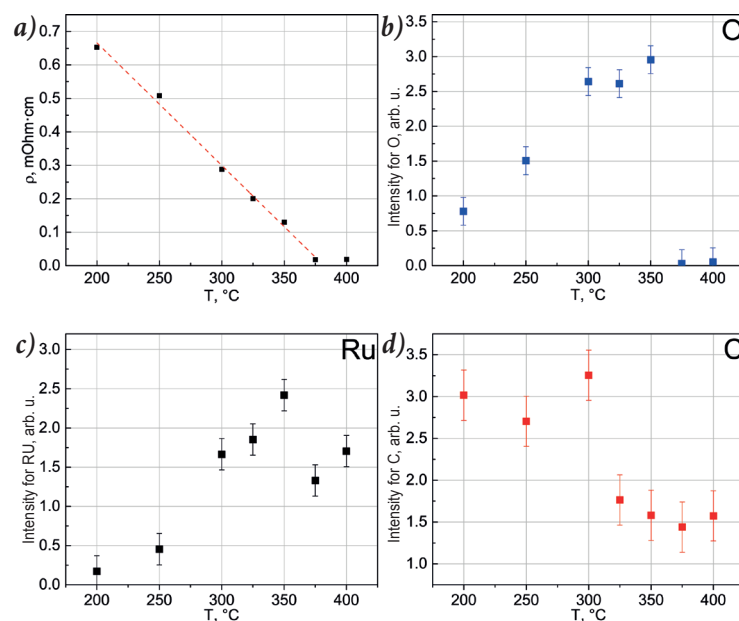 a)
0.7
0.6
0.5
0.4
0.3
0.2
0.1
0.0
ρ, mOhm·cm
200 250 300 350 400
T, °C
b)
O
3.5
3.0
2.5
2.0
1.5
1.0
0.5
0.0
Intensity for O, arb. u.
200 250 300 350 400
T, °C
c)
Ru
3.0
2.5
2.0
1.5
1.0
0.5
0.0
Intensity for RU, arb. u.
200 250 300 350 400
T, °C
d)
C
3.5
3.0
2.5
2.0
1.5
1.0
Intensity for C, arb. u.
200 250 300 350 400
T, °C